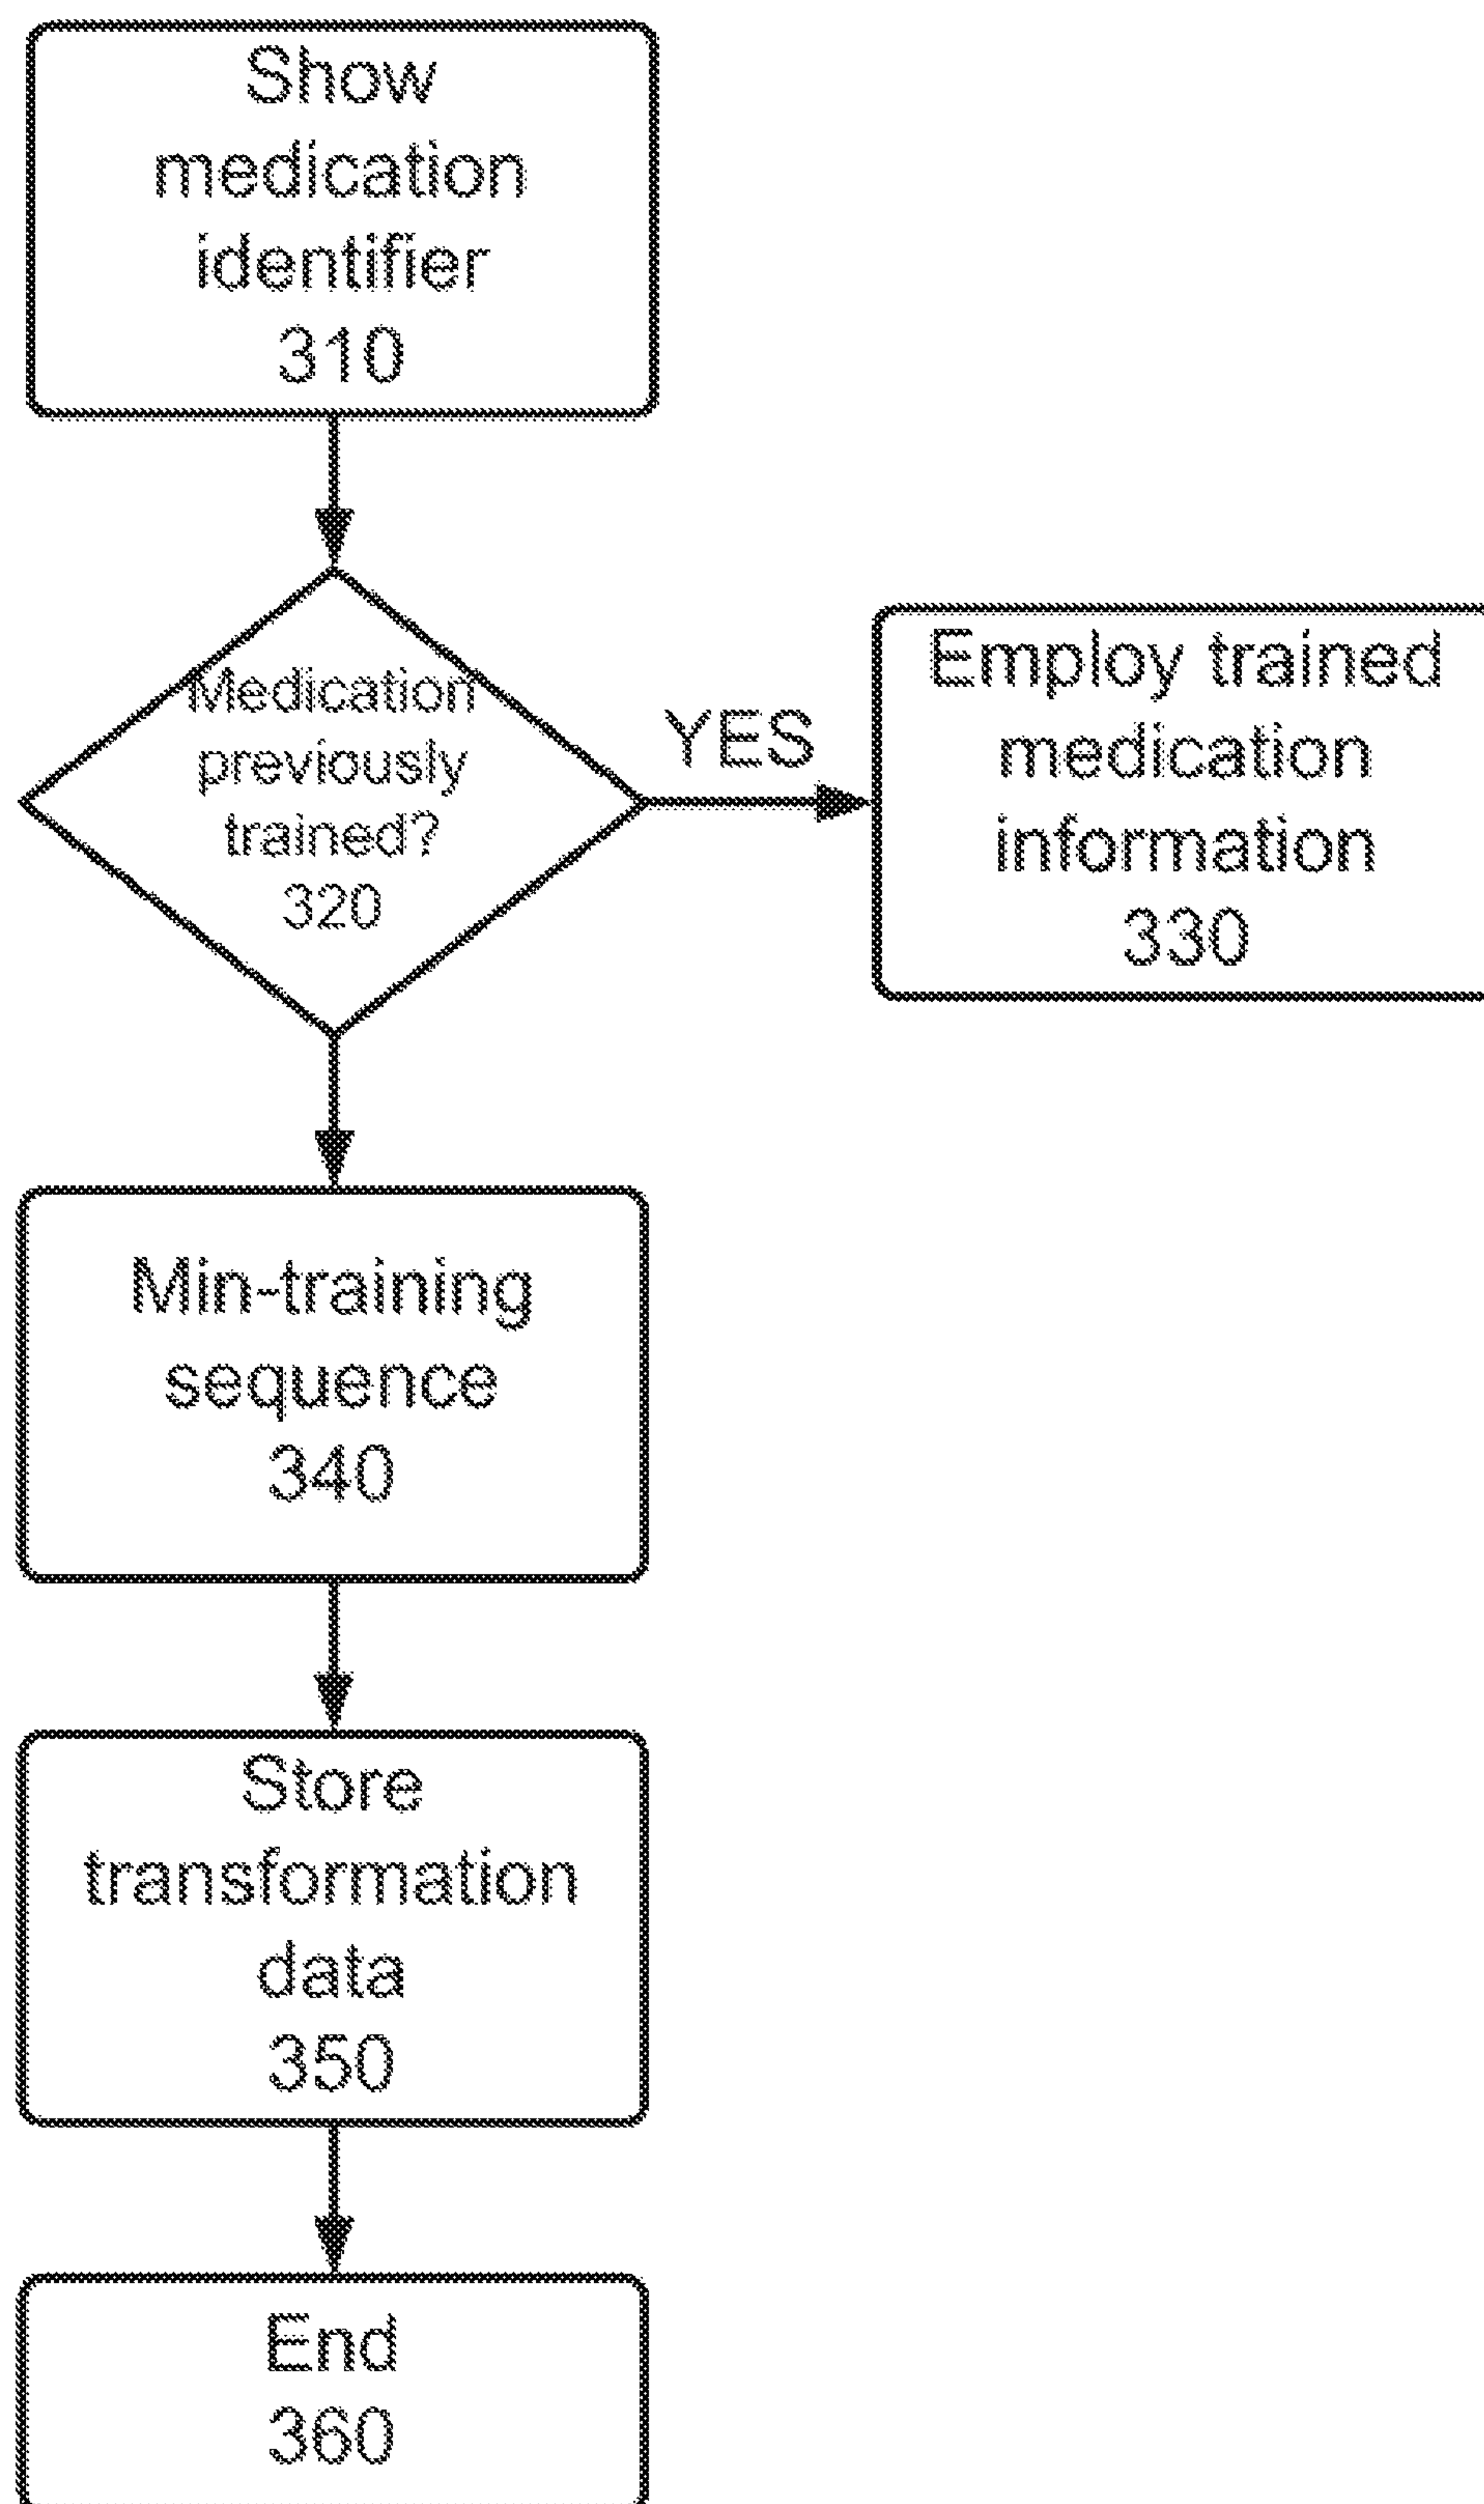 Show
medication
identifier
310
Medication
previously
trained?
320
YES
Employ trained
medication
information
330
Min-training
sequence
340
Store
transformation
data
350
End
360